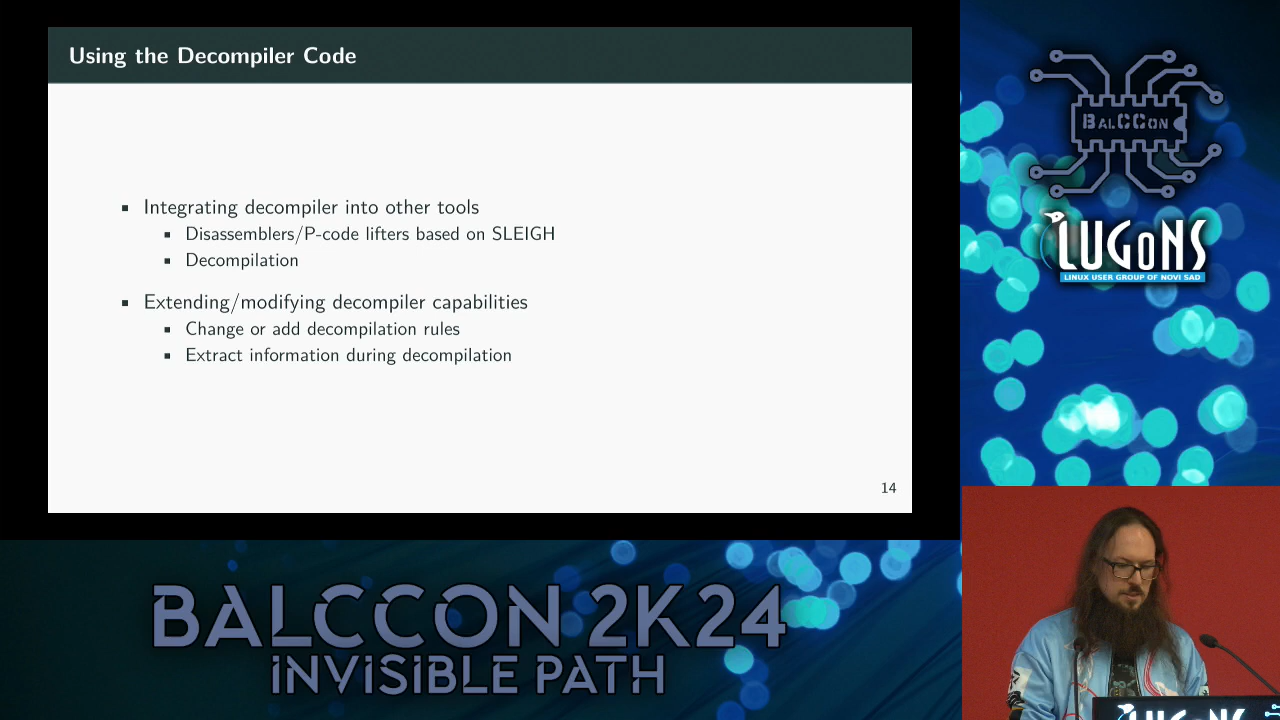 Using the Decompiler Code
Integrating decompiler into other tools
Disassemblers/P-code lifters based on SLEIGH
Decompilation
Extending/modifying decompiler capabilities
Change or add decompilation rules
Extract information during decompilation
14
BALCCON
LUGONS
LINUX USER GROUP OF NOVI SAD
BALCCON 2K24
INVISIBLE PATH
LUGONS